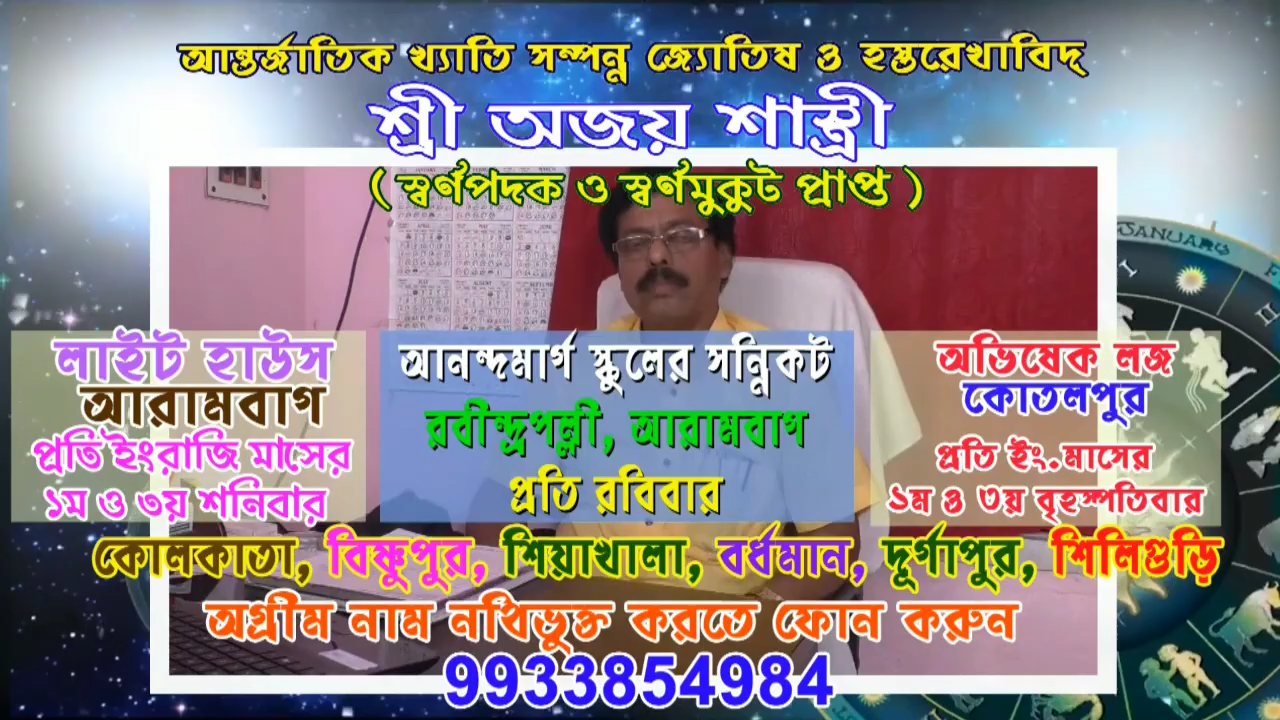 আন্তর্জাতিক খ্যাতি সম্পন্ন জ্যোতিষ ও হস্তরেখাবিদ্
শ্রী অজয় শাস্ত্রী
( স্বর্ণপদক ও স্বর্ণমুকুট প্রাপ্ত )
JANUARY
লাইট হাউস
আরামবাগ
প্রতি ইংরাজি মাসের
১ম ও ৩য় শনিবার
আনন্দমার্গ স্কুলের সন্নিকট
রবীন্দ্রপল্লী, আরামবাগ
প্রতি রবিবার
অভিষেক লজ
কোতলপুর
প্রতি ইং.মাসের
১ম ও ৩য় বৃহস্পতিবার
কোলকাতা, বিষ্ণুপুর, শিয়াখালা, বর্ধমান, দূর্গাপুর, শিলিগুড়ি
অগ্রীম নাম নথিভুক্ত করতে ফোন করুন
9933854984